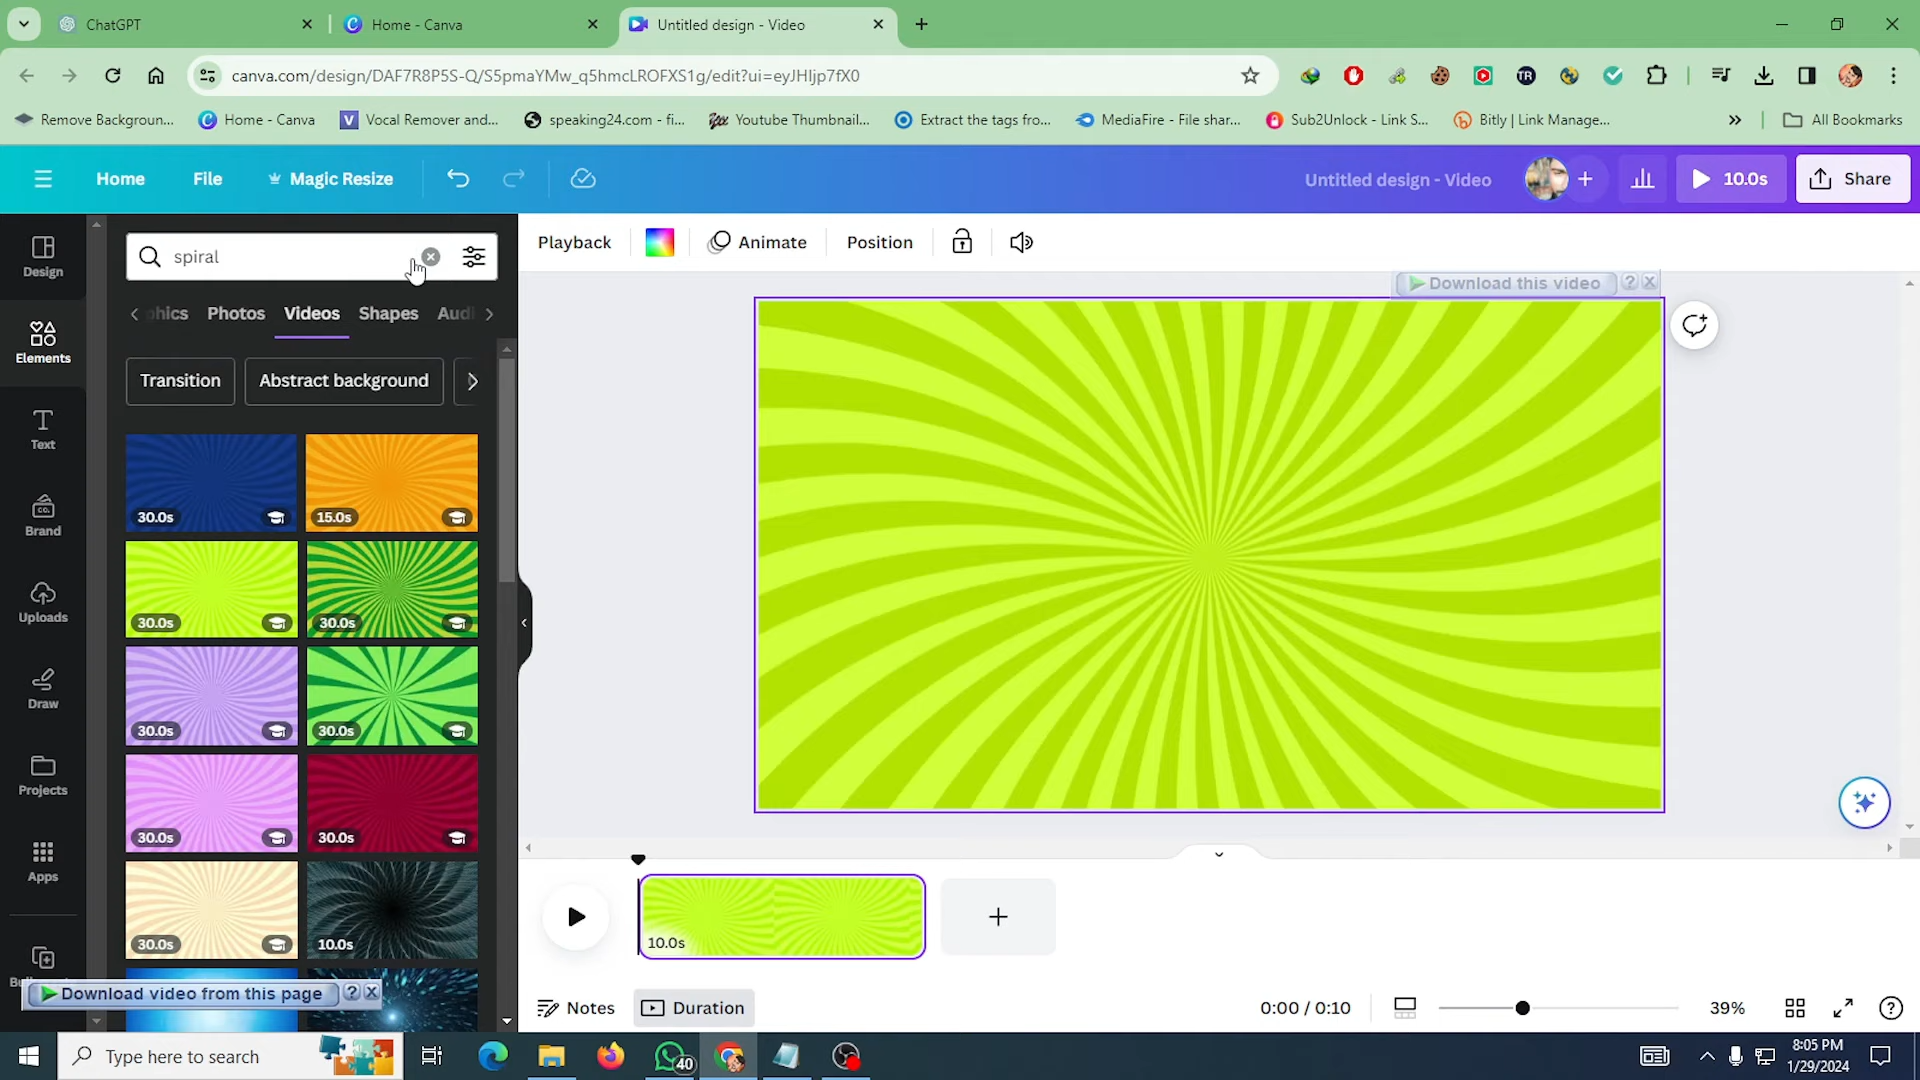 ChatGPT
Home - Canva
Untitled design - Video
canva.com/design/DAF7R8P5S-Q/S5pmaYMw_q5hmcLROFXS1g/edit?ui=eyJHIjp7fX0
Remove Backgroun...
Home - Canva
Vocal Remover and...
speaking24.com - fi...
Youtube Thumbnail...
Extract the tags fro...
MediaFire - File shar...
Sub2Unlock - Link S...
Bitly | Link Manage...
»
All Bookmarks
Home
File
Magic Resize
Untitled design - Video
10.0s
Share
Design
Elements
Text
Brand
Uploads
Draw
Projects
Apps
spiral
Photos
Videos
Shapes
Transition
Abstract background
30.0s
15.0s
30.0s
30.0s
30.0s
30.0s
30.0s
30.0s
30.0s
10.0s
Download video from this page
Playback
Animate
Position
Download this video
10.0s
Notes
Duration
0:00 / 0:10
39%
Type here to search
40
8:05 PM
1/29/2024